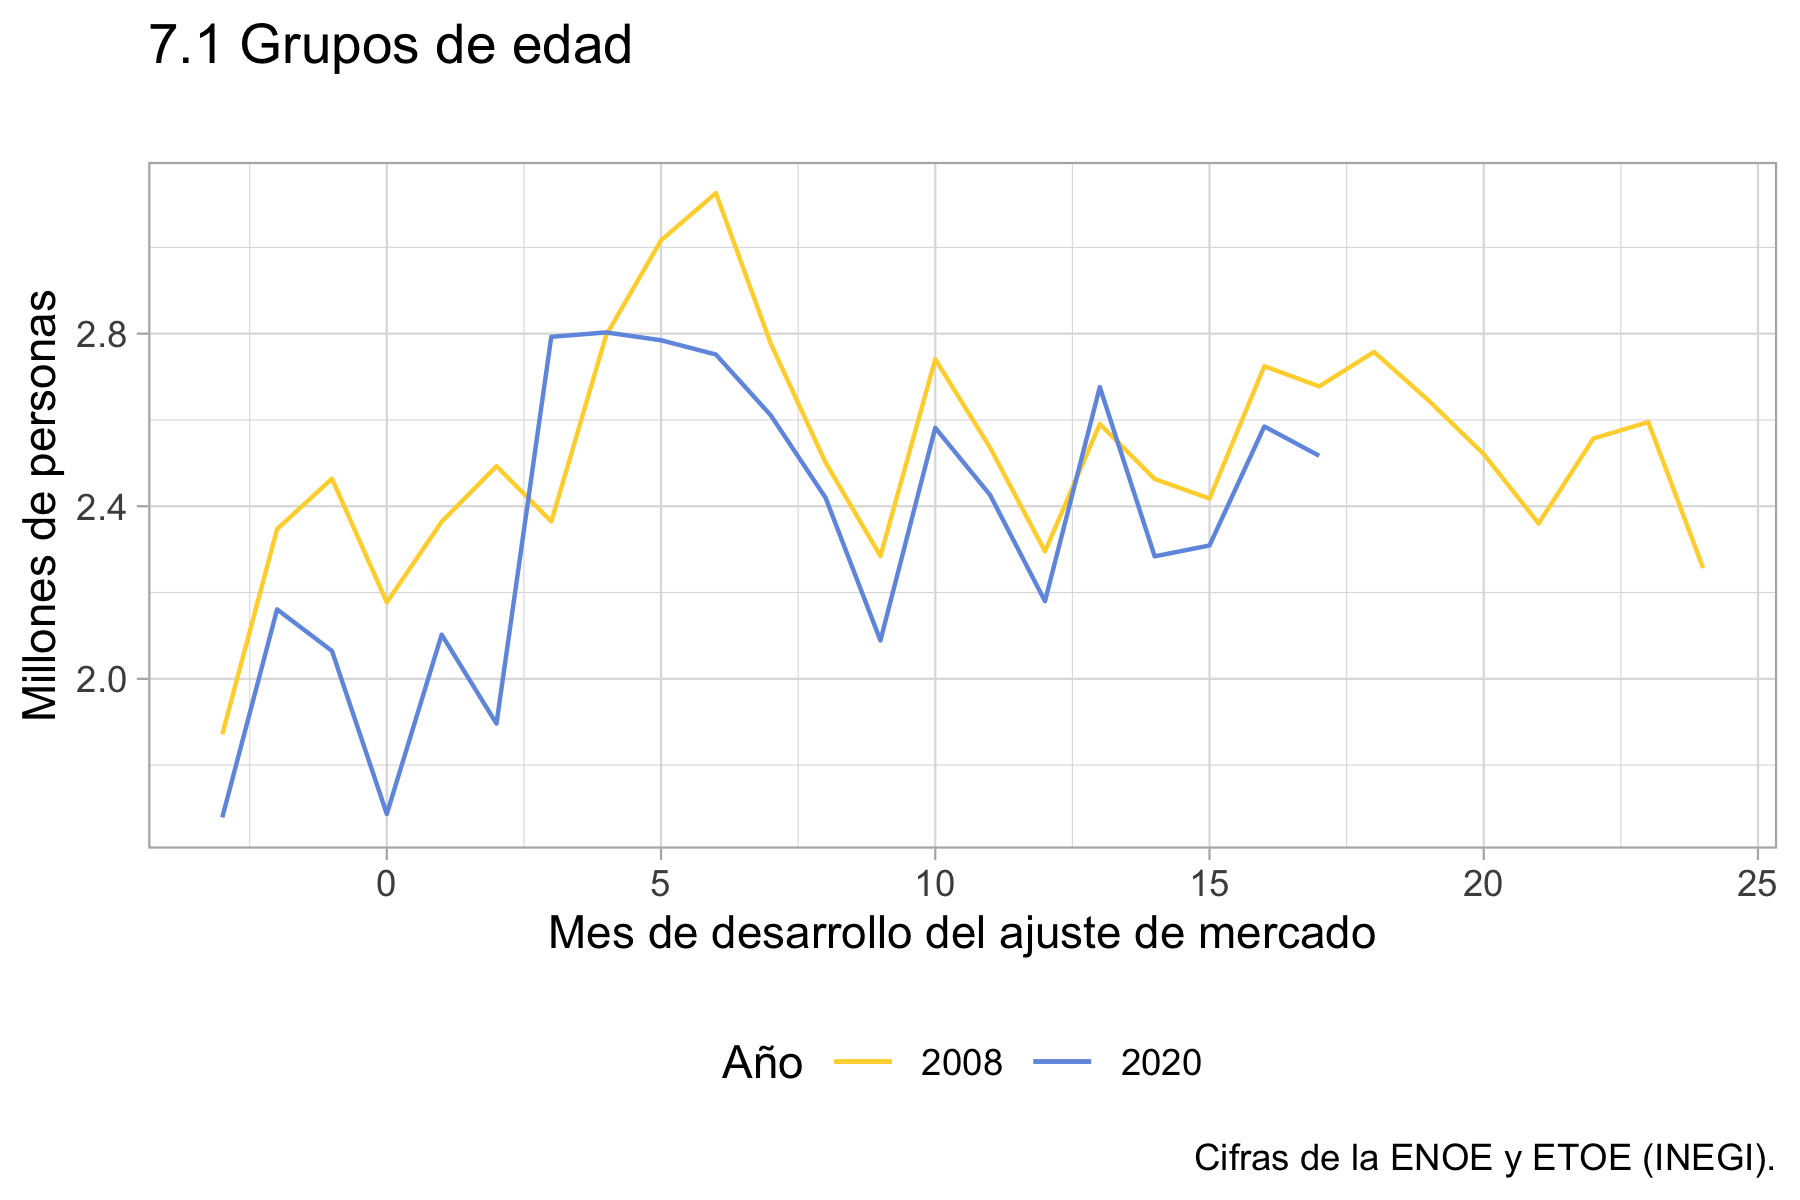 7.1 Grupos de edad
Millones de personas
2.8
2.4
2.0
0 5 10 15 20 25
Mes de desarrollo del ajuste de mercado
Año 2008 2020
Cifras de la ENOE y ETOE (INEGI).